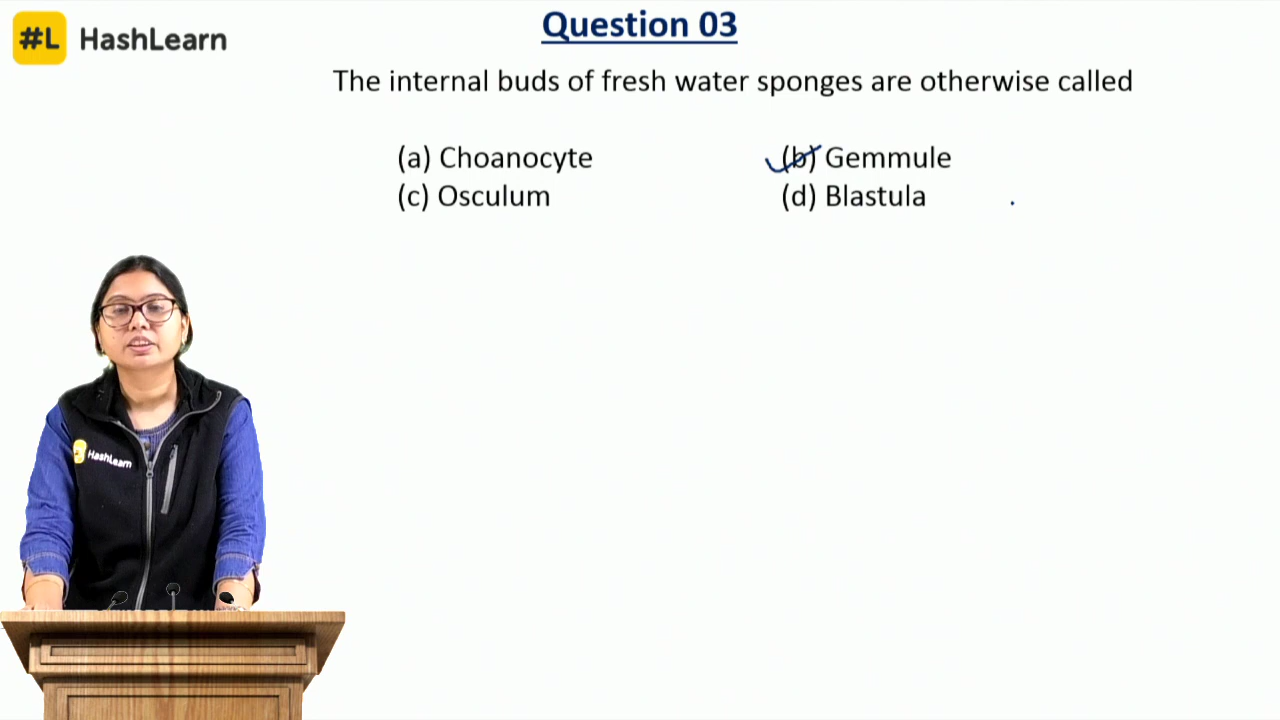 #L HashLearn
Question 03
The internal buds of fresh water sponges are otherwise called
(a) Choanocyte
(b) Gemmule
(c) Osculum
(d) Blastula
HashLearn